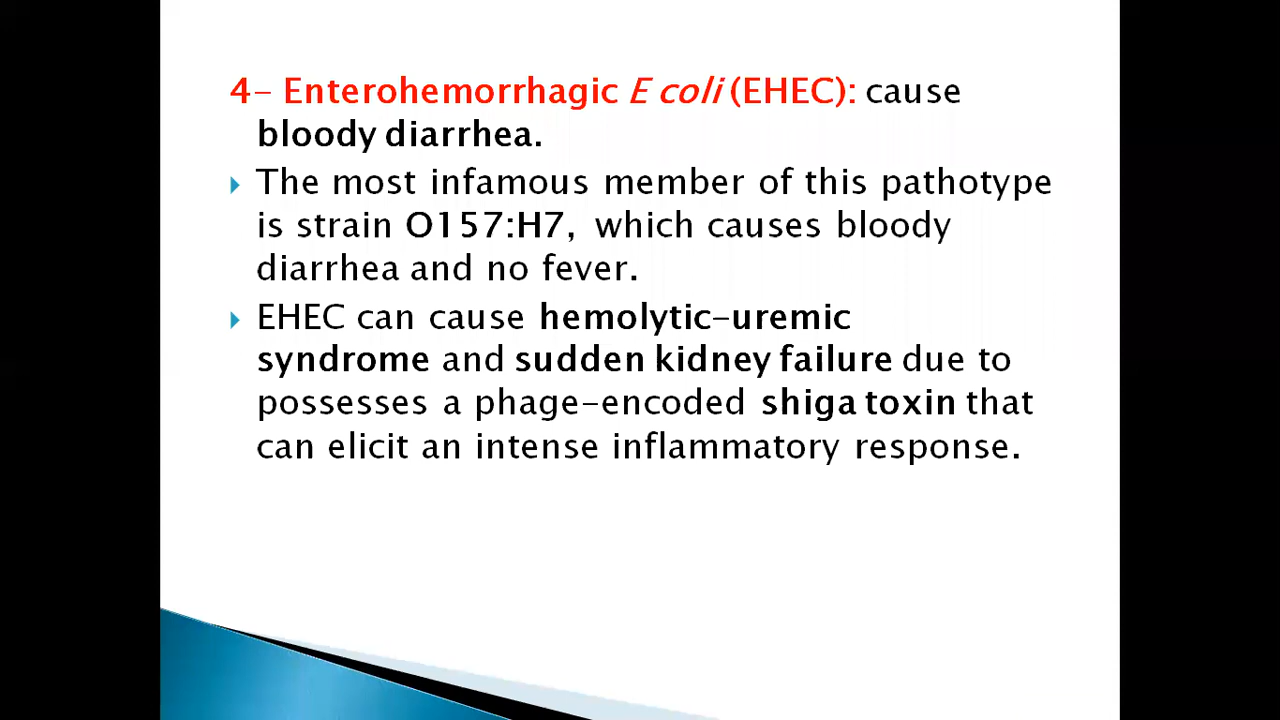 4- Enterohemorrhagic E coli (EHEC): cause
bloody diarrhea.
The most infamous member of this pathotype
is strain O157:H7, which causes bloody
diarrhea and no fever.
EHEC can cause hemolytic-uremic
syndrome and sudden kidney failure due to
possesses a phage-encoded shiga toxin that
can elicit an intense inflammatory response.